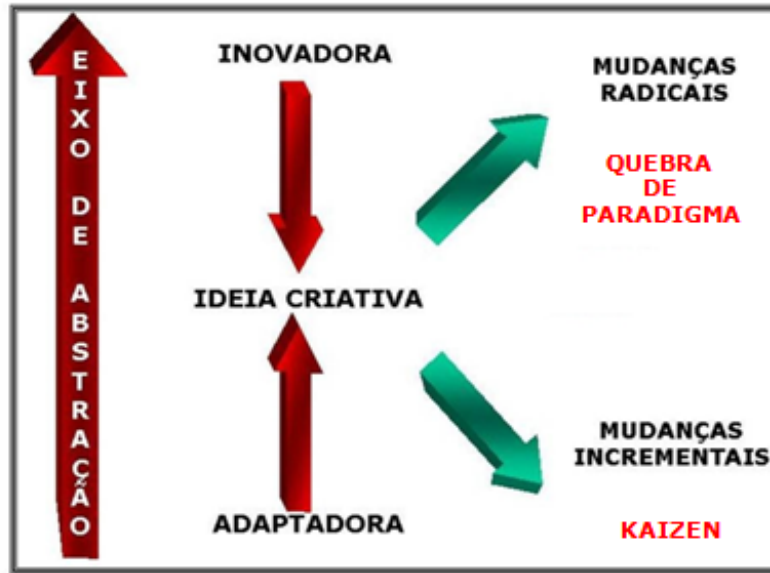 EIXO DE ABSTRAÇÃO
INOVADORA
IDEIA CRIATIVA
ADAPTADORA
MUDANÇAS
RADICAIS
QUEBRA
DE
PARADIGMA
MUDANÇAS
INCREMENTAIS
KAIZEN